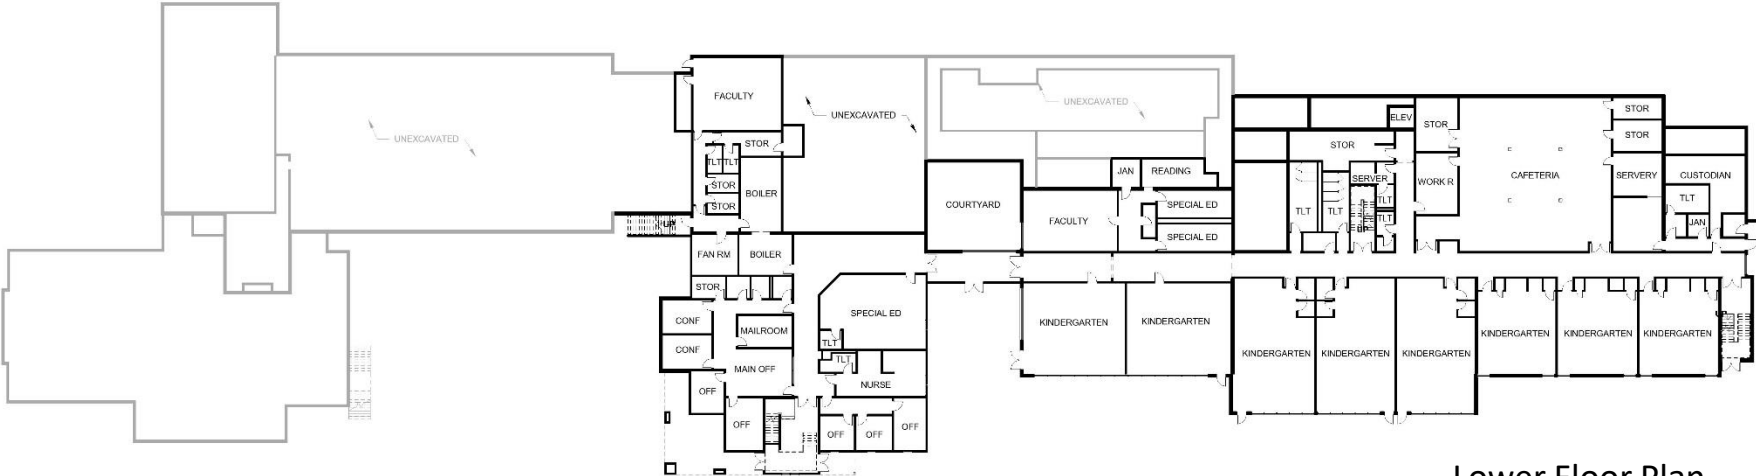 FACULTY
UNEXCAVATED
UNEXCAVATED
UNEXCAVATED
STOR
TLT
TLT
STOR
STOR
BOILER
UP
FAN RM
BOILER
STOR
CONF
CONF
MAILROOM
MAIN OFF
OFF
OFF
SPECIAL ED
TLT
TLT
NURSE
OFF
OFF
OFF
COURTYARD
FACULTY
JAN
READING
SPECIAL ED
SPECIAL ED
KINDERGARTEN
KINDERGARTEN
ELEV
STOR
STOR
SERVER
TLT
TLT
TLT
TLT
WORK R
CAFETERIA
STOR
STOR
SERVERY
CUSTODIAN
TLT
JAN
KINDERGARTEN
KINDERGARTEN
KINDERGARTEN
KINDERGARTEN
KINDERGARTEN
KINDERGARTEN
Lower Floor Plan